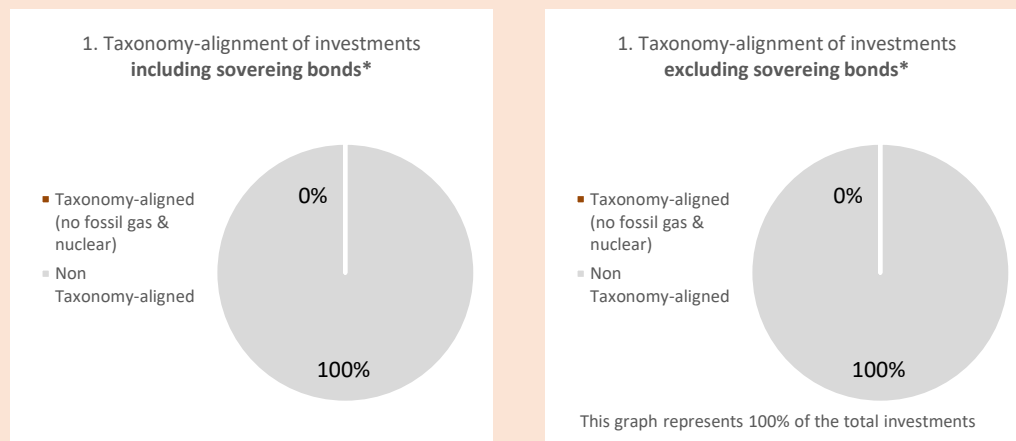 1. Taxonomy-alignment of investments
including sovereing bonds*
Taxonomy-aligned
(no fossil gas &
nuclear)
Non
Taxonomy-aligned
0%
100%
1. Taxonomy-alignment of investments
excluding sovereing bonds*
Taxonomy-aligned
(no fossil gas &
nuclear)
Non
Taxonomy-aligned
0%
100%
This graph represents 100% of the total investments